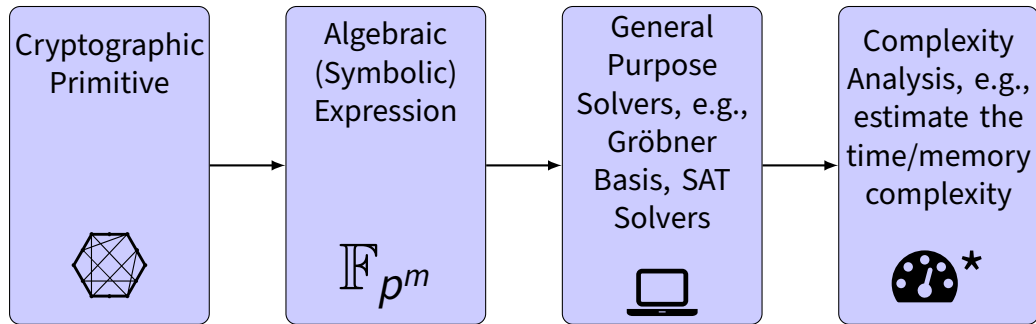 Cryptographic
Primitive
Algebraic
(Symbolic)
Expression
𝔽p^m
General
Purpose
Solvers, e.g.,
Gröbner
Basis, SAT
Solvers
Complexity
Analysis, e.g.,
estimate the
time/memory
complexity
*